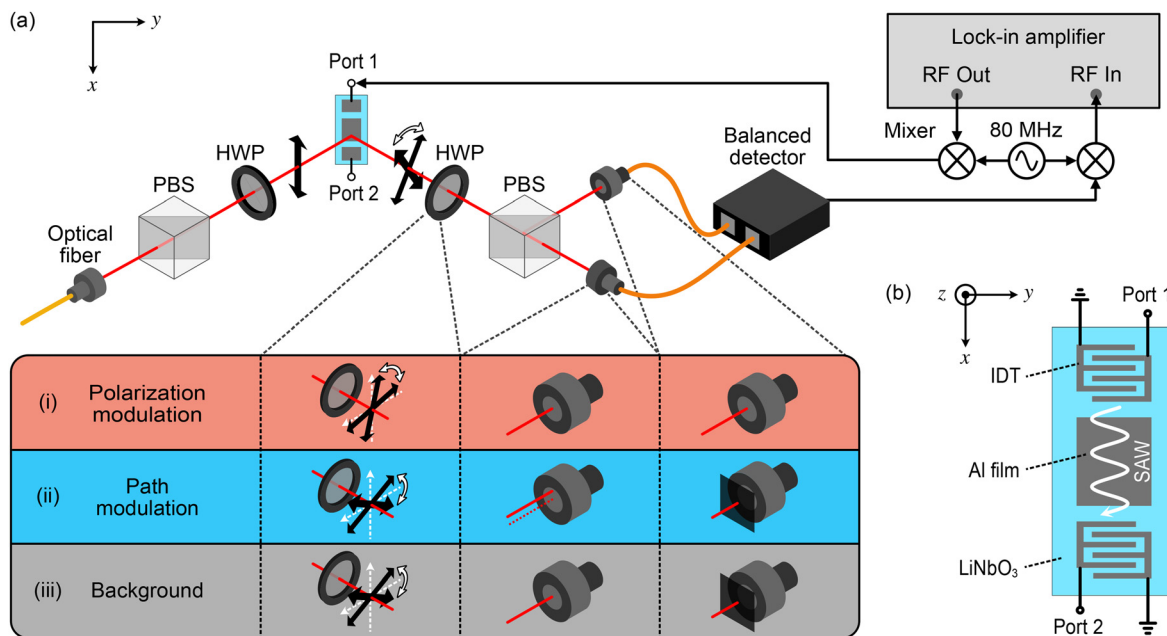 (a)
y
x
Port 1
Port 2
HWP
HWP
PBS
PBS
Optical
fiber
Balanced
detector
Lock-in amplifier
RF Out
RF In
Mixer
80 MHz
(i)
Polarization
modulation
(ii)
Path
modulation
(iii)
Background
(b)
z
y
x
Port 1
IDT
Al film
SAW
LiNbO₃
Port 2